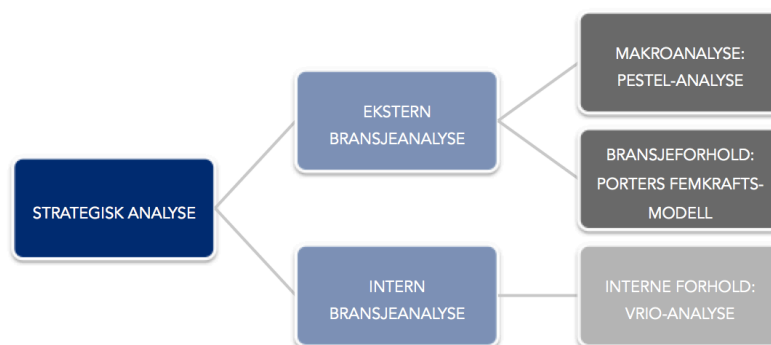 STRATEGISK ANALYSE
EKSTERN
BRANSJEANALYSE
MAKROANALYSE:
PESTEL-ANALYSE
BRANSJEFORHOLD:
PORTERS FEMKRAFTS-
MODELL
INTERN
BRANSJEANALYSE
INTERNE FORHOLD:
VRIO-ANALYSE